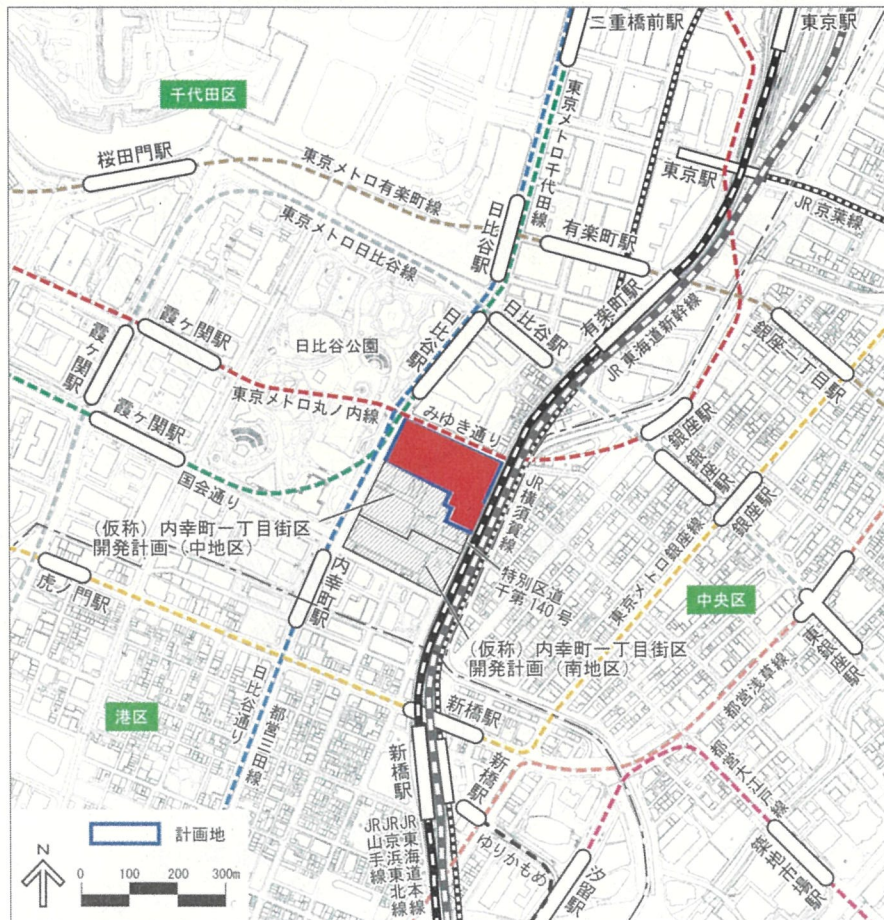 二重橋前駅
東京駅
千代田区
東京メトロ千代田線
桜田門駅
東京メトロ有楽町線
東京駅
JR京葉線
東京メトロ日比谷線
日比谷駅
有楽町駅
日比谷駅
日比谷駅
有楽町駅
JR東海道新幹線
霞ケ関駅
霞ケ関駅
日比谷公園
銀座一丁目駅
東京メトロ丸ノ内線
みゆき通り
銀座駅
霞ケ関駅
国会通り
銀座駅
銀座駅
JR横須賀線
(仮称)内幸町一丁目街区
開発計画(中地区)
特別区道
千第140号
東京メトロ銀座線
内幸町駅
虎ノ門駅
中央区
東銀座駅
(仮称)内幸町一丁目街区
開発計画(南地区)
日比谷通り
都営三田線
都営浅草線
港区
新橋駅
新橋駅
新橋駅
都営大江戸線
築地市場駅
ゆりかもめ
汐留駅
JR東海道本線
JR京浜東北線
JR山手線
計画地
N
0 100 200 300m